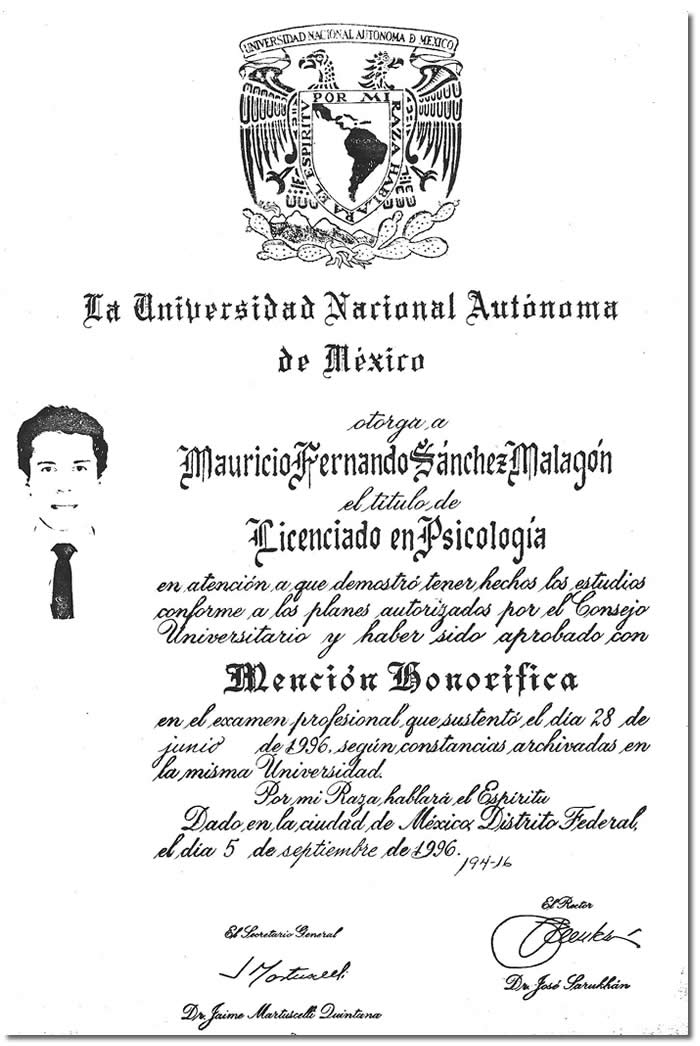 UNIVERSIDAD NACIONAL AUTONOMA D MEXICO
POR MI RAZA HABLARA EL ESPIRITU
La Universidad Nacional Autónoma
de México
otorga a
Mauricio Fernando Sánchez Malagón
el título de
Licenciado en Psicología
en atención a que demostró tener hechos los estudios
conforme a los planes autorizados por el Consejo
Universitario y haber sido aprobado con
Mención Honorífica
en el examen profesional que sustentó el día 28 de
junio de 1996, según constancias archivadas en
la misma Universidad.
Por mi Raza hablará el Espíritu
Dado en la ciudad de México, Distrito Federal,
el día 5 de septiembre de 1996.
194-16
El Rector
El Secretario General
Dr. José Sarukhán
Dr. Jaime Martuscelli Quintana